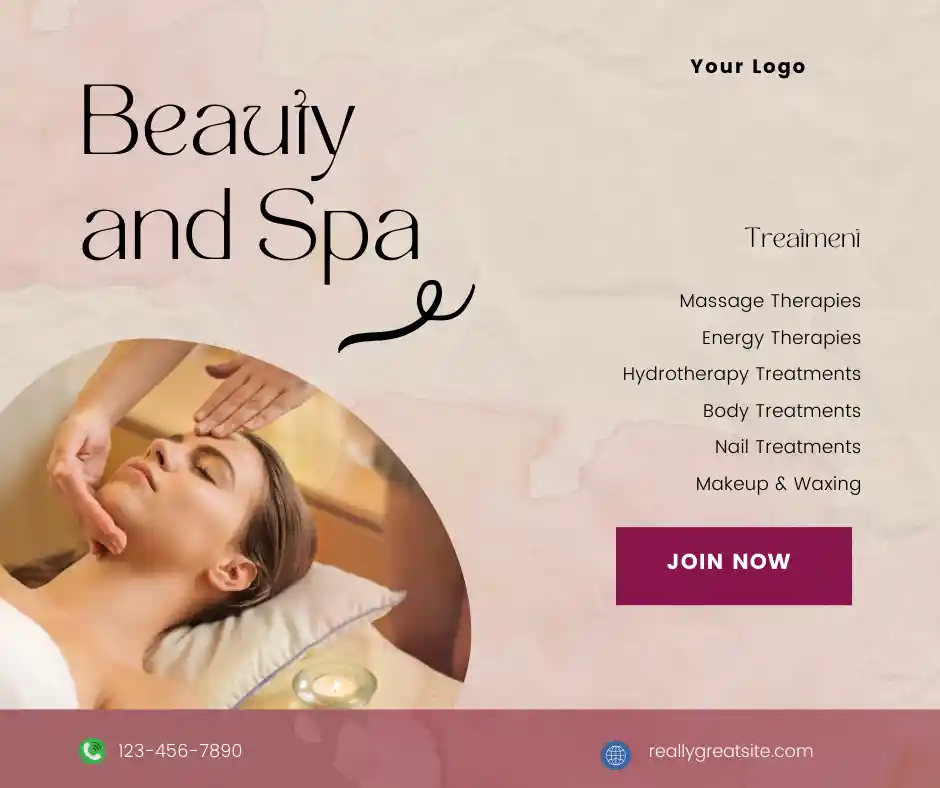 Your Logo
Beauty
and Spa
Treatment
Massage Therapies
Energy Therapies
Hydrotherapy Treatments
Body Treatments
Nail Treatments
Makeup & Waxing
JOIN NOW
123-456-7890
reallygreatsite.com